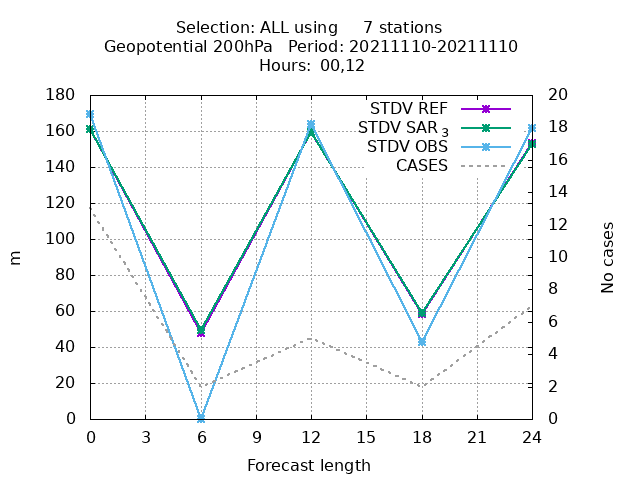 Selection: ALL using     7 stations
Geopotential 200hPa   Period: 20211110-20211110
Hours: 00,12
STDV REF
STDV SAR3
STDV OBS
CASES
180
160
140
120
100
80
60
40
20
0
m
20
18
16
14
12
10
8
6
4
2
0
No cases
0 3 6 9 12 15 18 21 24
Forecast length